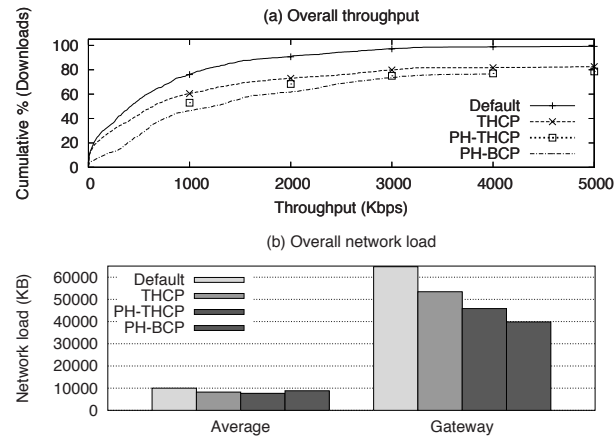 (a) Overall throughput
Cumulative % (Downloads)
100
80
60
40
20
0
Default
THCP
PH-THCP
PH-BCP
0 1000 2000 3000 4000 5000
Throughput (Kbps)
(b) Overall network load
Network load (KB)
60000
50000
40000
30000
20000
10000
0
Default
THCP
PH-THCP
PH-BCP
Average Gateway